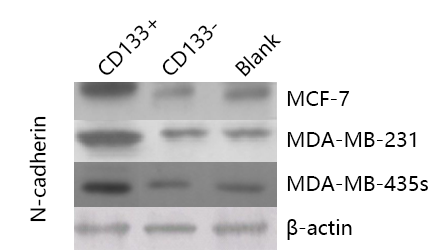 CD133+ CD133- Blank
MCF-7
MDA-MB-231
MDA-MB-435s
β-actin
N-cadherin